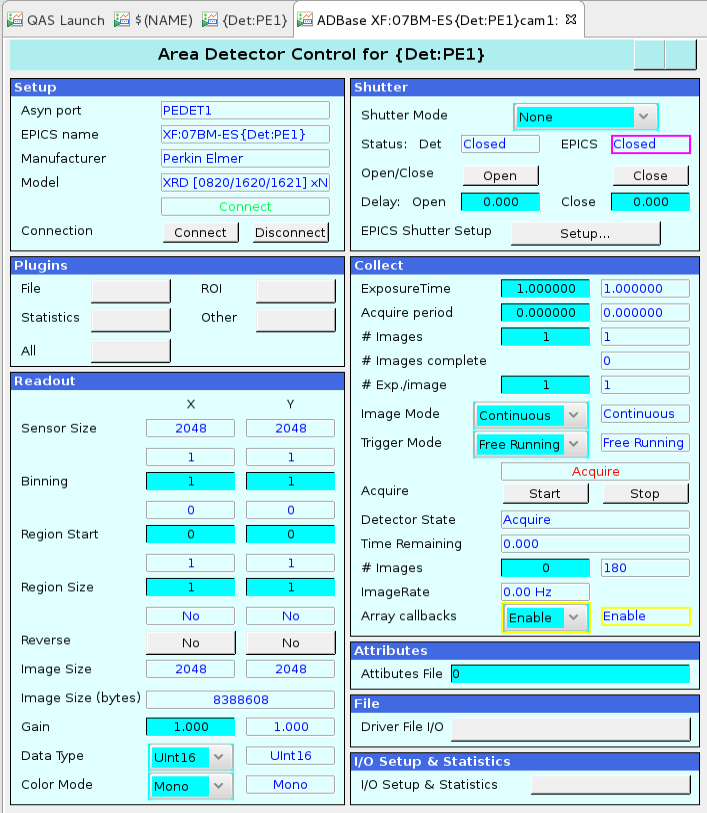 QAS Launch $(NAME) {Det:PE1} ADBase XF:07BM-ES{Det:PE1}cam1:
Area Detector Control for {Det:PE1}
Setup
Asyn port PEDET1
EPICS name XF:07BM-ES{Det:PE1}
Manufacturer Perkin Elmer
Model XRD [0820/1620/1621] xN
Connect
Connection Connect Disconnect
Plugins
File ROI
Statistics Other
All
Readout
X Y
Sensor Size 2048 2048
1 1
Binning 1 1
0 0
Region Start 0 0
1 1
Region Size 1 1
No No
Reverse No No
Image Size 2048 2048
Image Size (bytes) 8388608
Gain 1.000 1.000
Data Type UInt16 UInt16
Color Mode Mono Mono
Shutter
Shutter Mode None
Status: Det Closed EPICS Closed
Open/Close Open Close
Delay: Open 0.000 Close 0.000
EPICS Shutter Setup Setup...
Collect
ExposureTime 1.000000 1.000000
Acquire period 0.000000 0.000000
# Images 1 1
# Images complete 0
# Exp./image 1 1
Image Mode Continuous Continuous
Trigger Mode Free Running Free Running
Acquire
Acquire Start Stop
Detector State Acquire
Time Remaining 0.000
# Images 0 180
ImageRate 0.00 Hz
Array callbacks Enable Enable
Attributes
Attibutes File 0
File
Driver File I/O
I/O Setup & Statistics
I/O Setup & Statistics